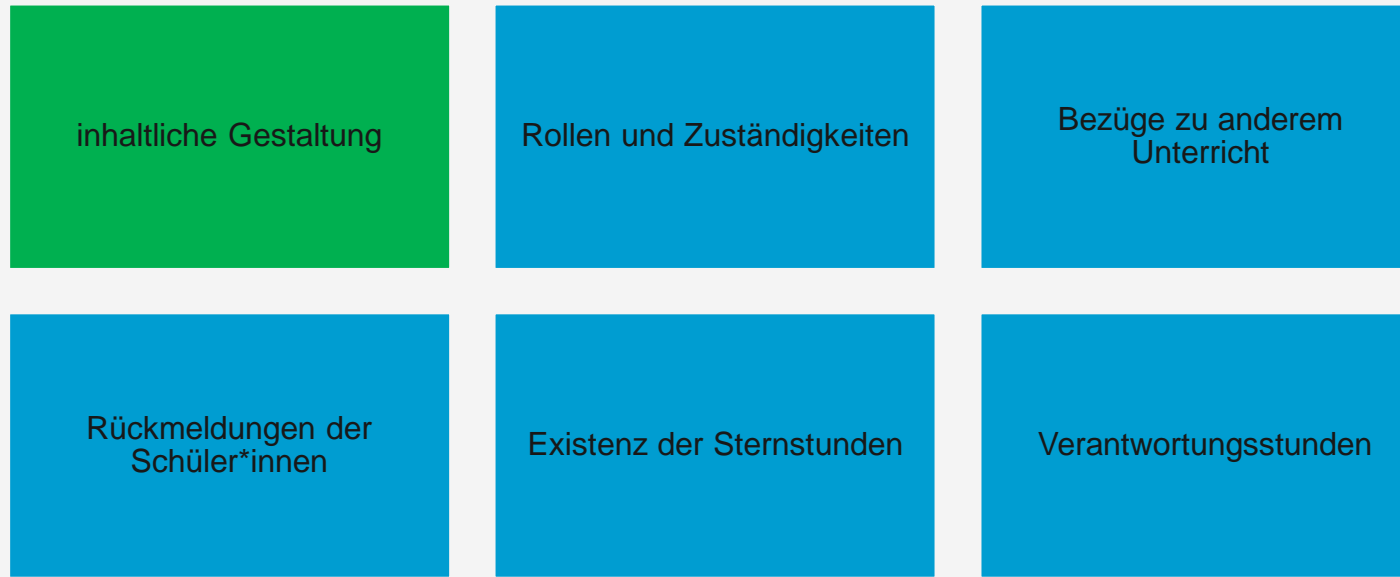 inhaltliche Gestaltung
Rollen und Zuständigkeiten
Bezüge zu anderem
Unterricht
Rückmeldungen der
Schüler*innen
Existenz der Sternstunden
Verantwortungsstunden